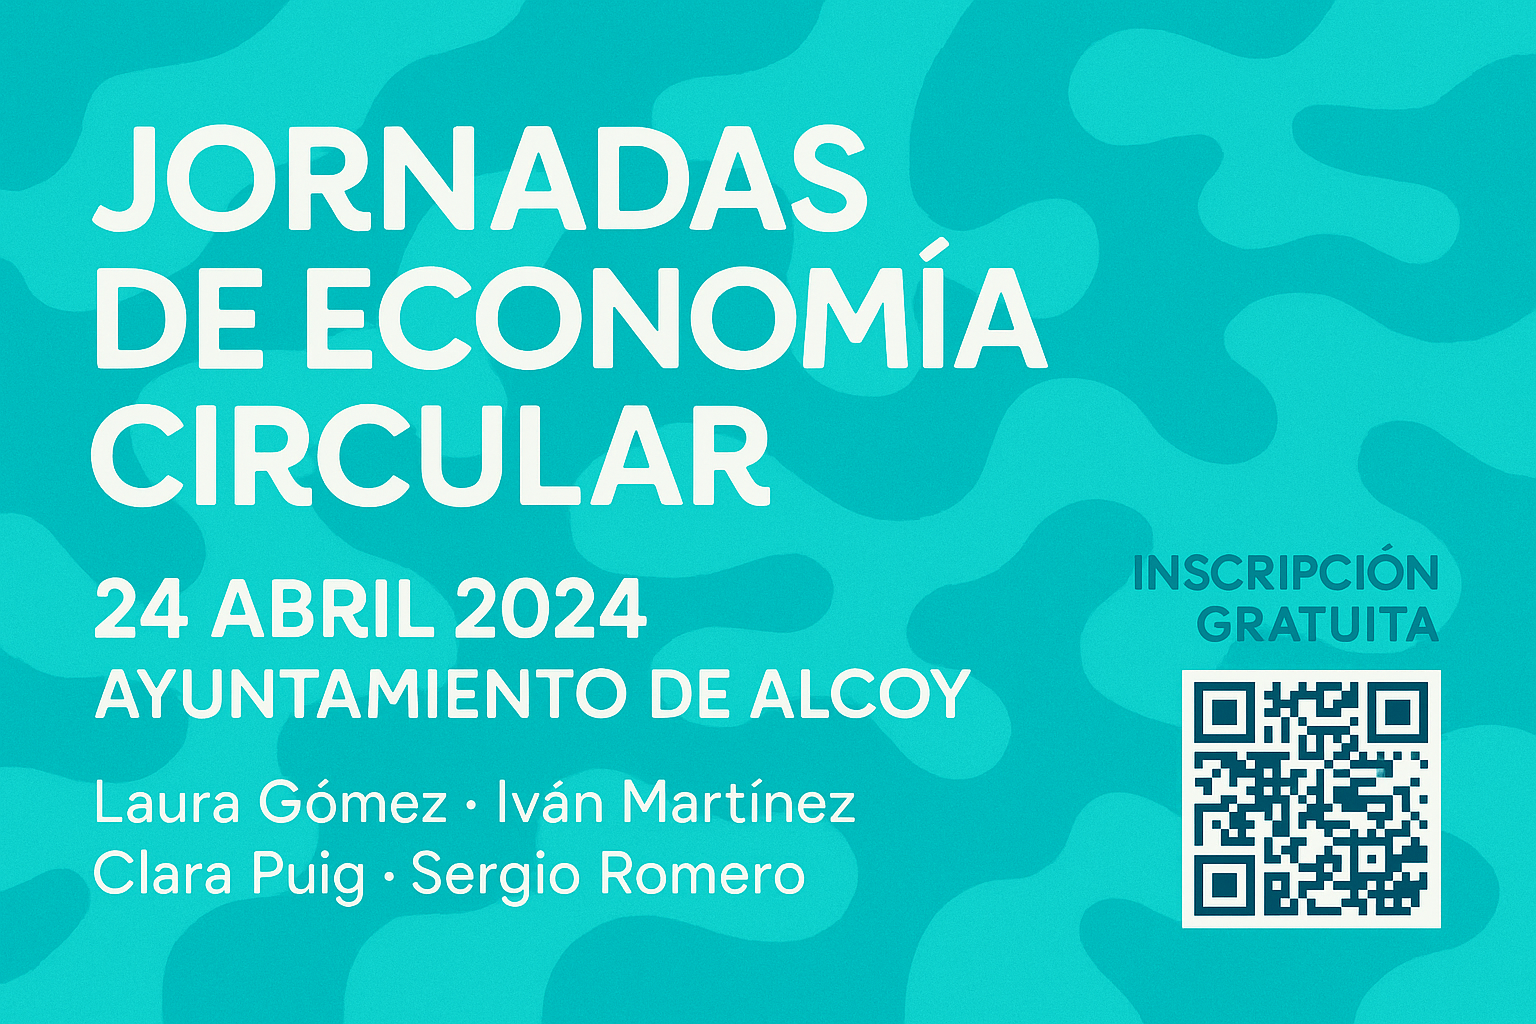 JORNADAS
DE ECONOMÍA
CIRCULAR
24 ABRIL 2024
AYUNTAMIENTO DE ALCOY
Laura Gómez · Iván Martínez
Clara Puig · Sergio Romero
INSCRIPCIÓN
GRATUITA